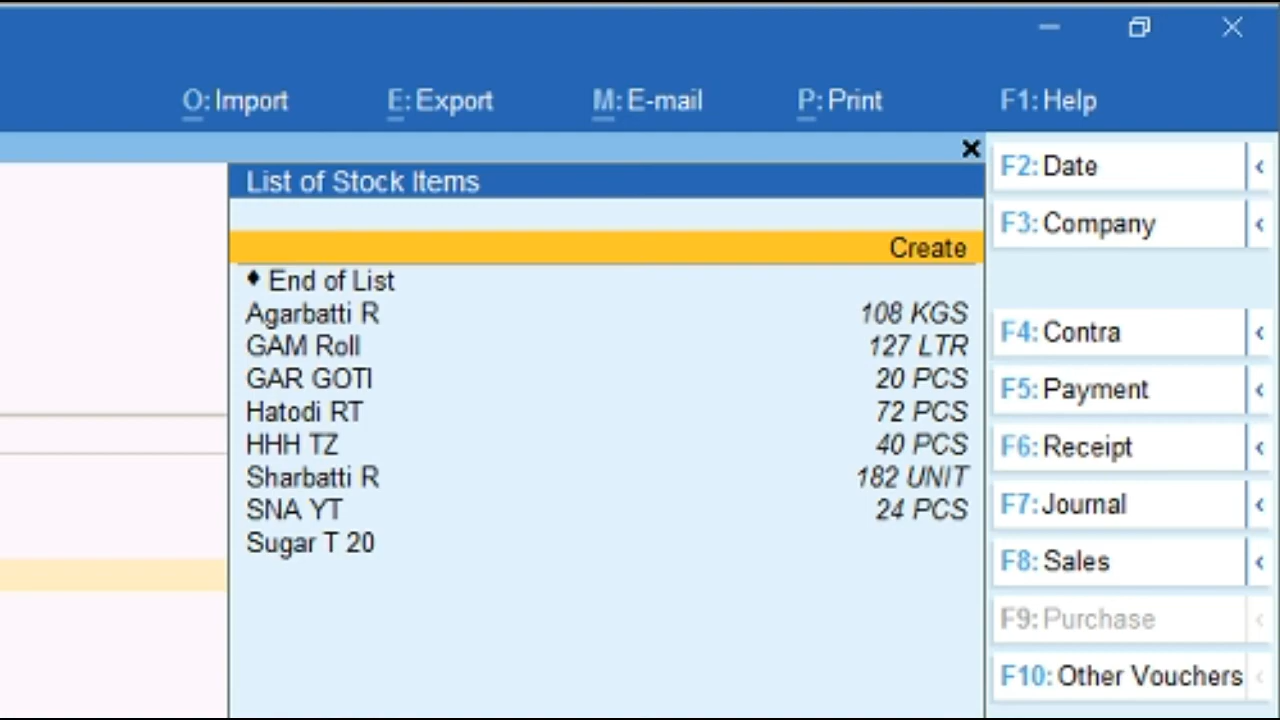 O: Import E: Export M: E-mail P: Print F1: Help
List of Stock Items
Create
♦ End of List
Agarbatti R 108 KGS
GAM Roll 127 LTR
GAR GOTI 20 PCS
Hatodi RT 72 PCS
HHH TZ 40 PCS
Sharbatti R 182 UNIT
SNA YT 24 PCS
Sugar T 20
F2: Date
F3: Company
F4: Contra
F5: Payment
F6: Receipt
F7: Journal
F8: Sales
F9: Purchase
F10: Other Vouchers